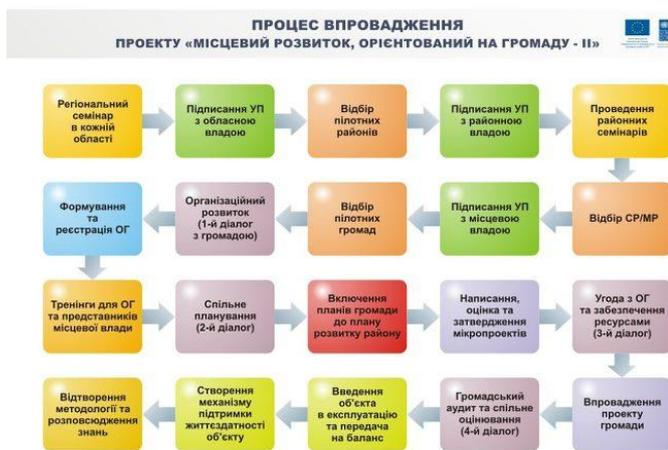 ПРОЦЕС ВПРОВАДЖЕННЯ
ПРОЕКТУ «МІСЦЕВИЙ РОЗВИТОК, ОРІЄНТОВАНИЙ НА ГРОМАДУ - ІІ»
Регіональний
семінар
в кожній
області
Підписання УП
з обласною
владою
Відбір
пілотних
районів
Підписання УП
з районною
владою
Проведення
районних
семінарів
Відбір СР/МР
Підписання УП
з місцевою
владою
Відбір
пілотних
громад
Організаційний
розвиток
(1-й діалог
з громадою)
Формування
та
реєстрація ОГ
Тренінги для ОГ
та представників
місцевої влади
Спільне
планування
(2-й діалог)
Включення
планів громади
до плану
розвитку району
Написання,
оцінка та
затвердження
мікропроектів
Угода з ОГ
та забезпечення
ресурсами
(3-й діалог)
Впровадження
проекту
громади
Громадський
аудит та спільне
оцінювання
(4-й діалог)
Введення
об'єкта
в експлуатацію
та передача
на баланс
Створення
механізму
підтримки
життєздатності
об'єкту
Відтворення
методології та
розповсюдження
знань